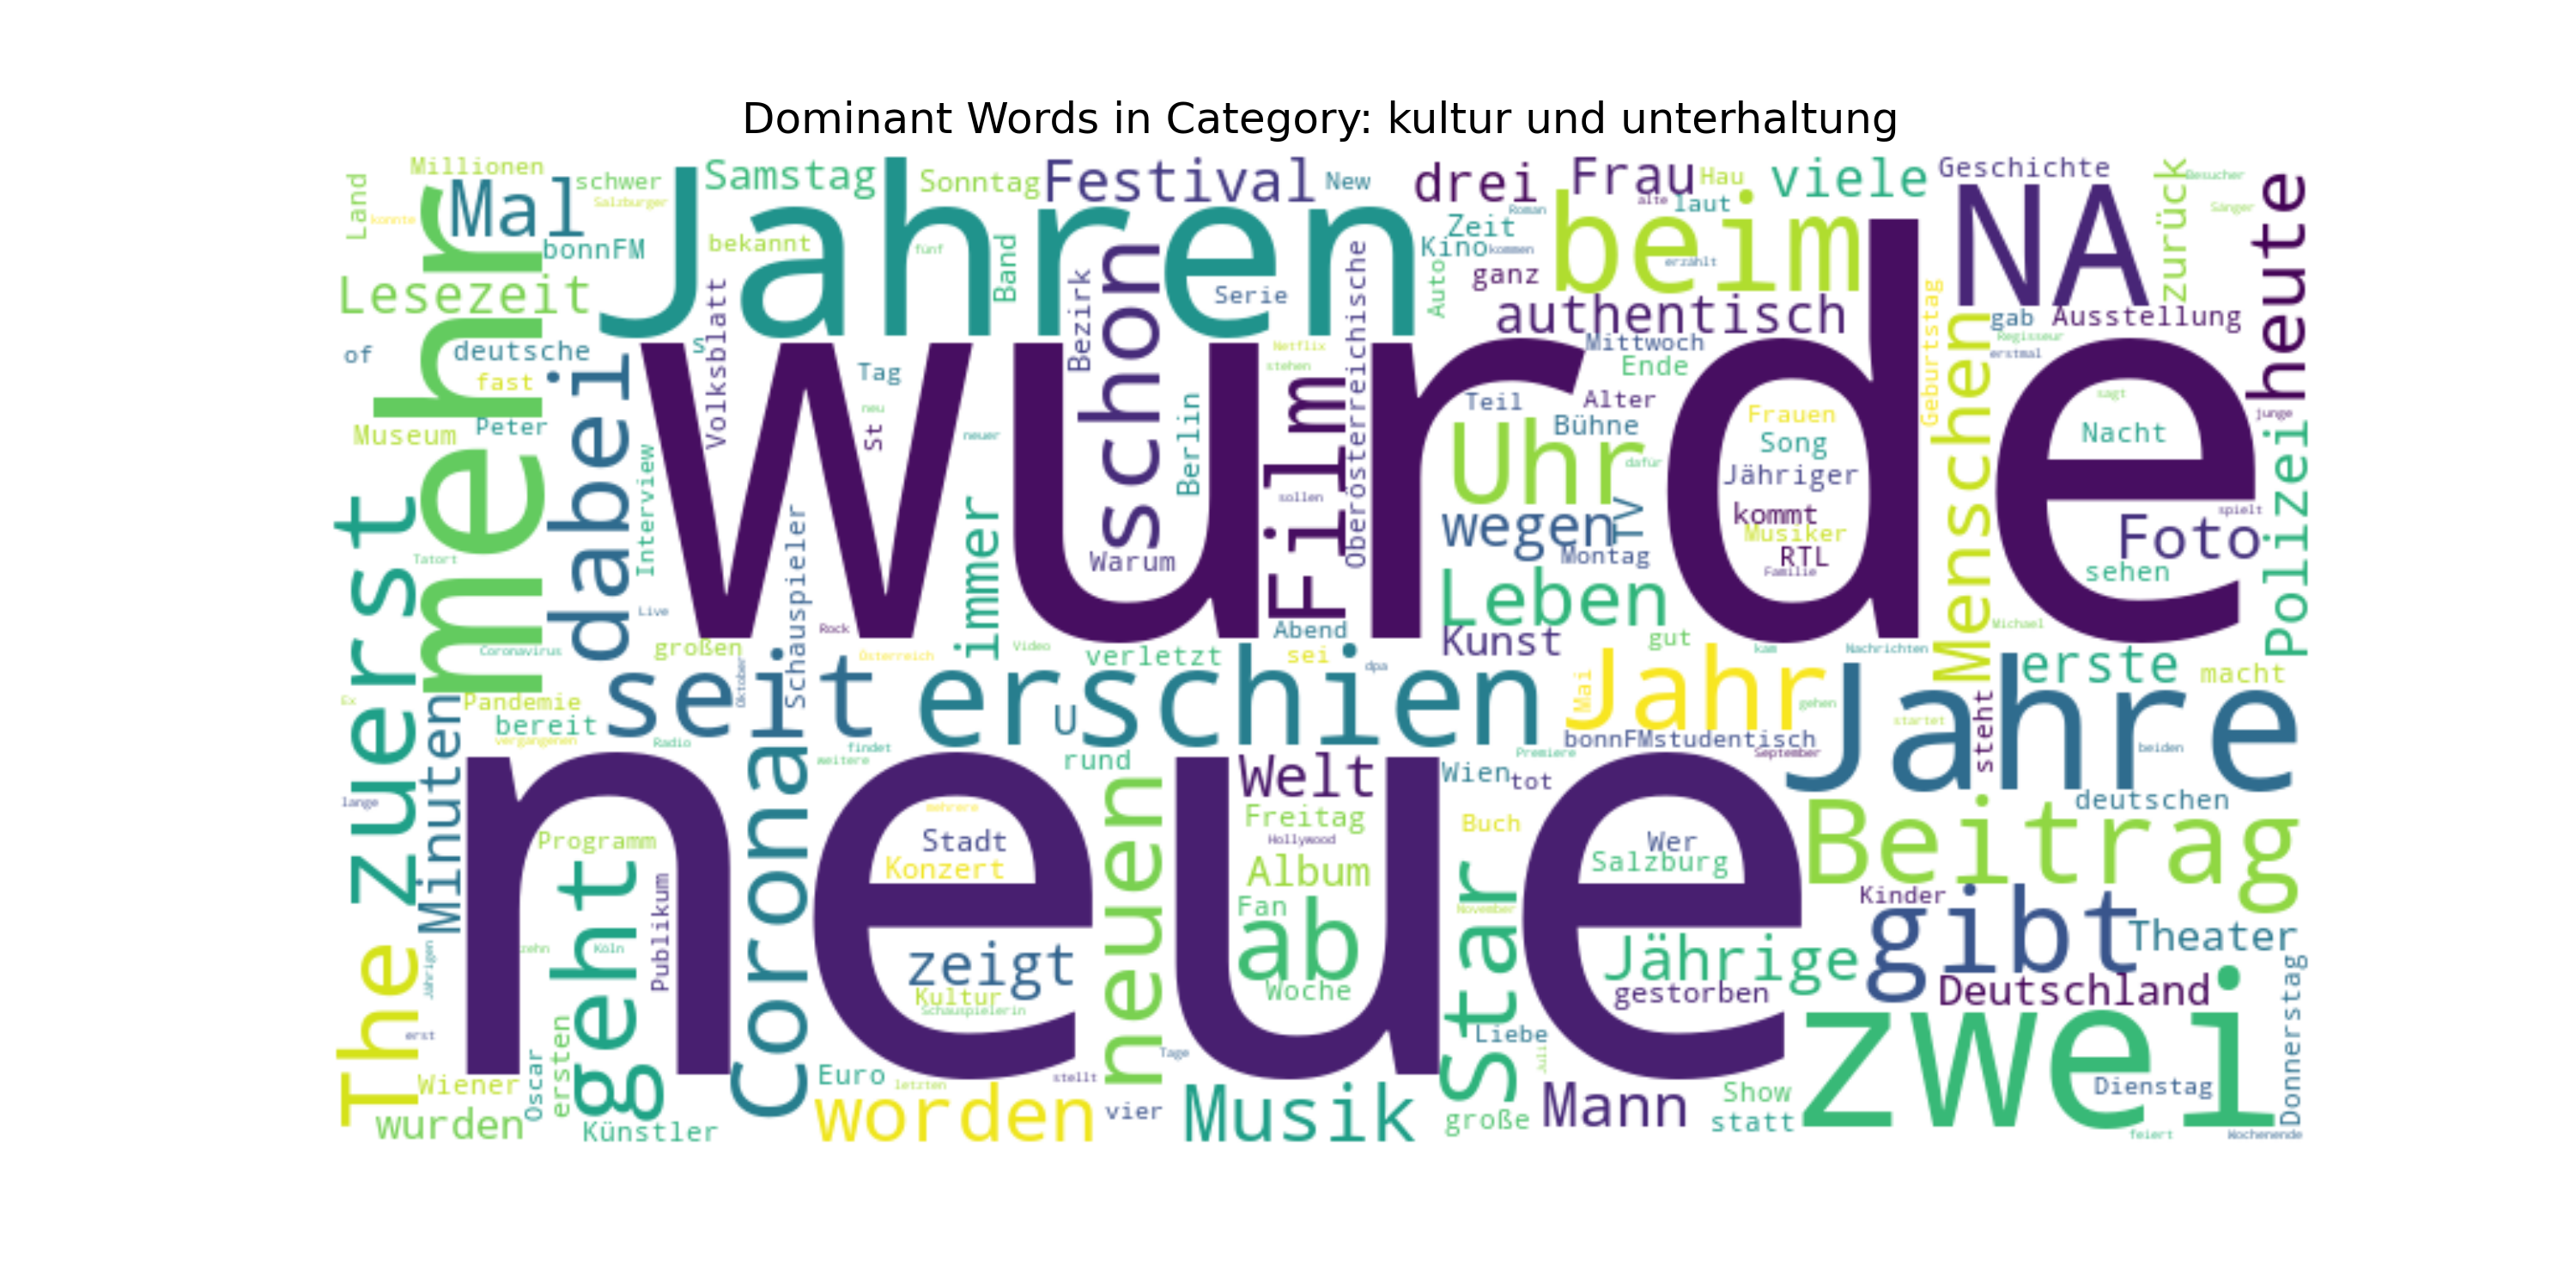 Dominant Words in Category: kultur und unterhaltung
Land
Millionen
Mal
schwer
Salzburger
konnte
bonnFM
Samstag
Sonntag
Festival
New
drei
Frau
Hau
viele
Geschichte
zurück
Besucher
Sänger
heute
Jahren
bekannt
fünf
Band
Roman
Zeit
Kino
kommen
alte
laut
beim
erzählt
NA
Lesezeit
mehr
Volksblatt
Bezirk
schon
Serie
Oberösterreichische
Auto
ganz
authentisch
Geburtstag
gab
Ausstellung
Regisseur
erstmal
of
deutsche
fast
dabei
s
Tag
neu
St
neuer
wurde
Netflix
stehen
Film
Mittwoch
Ende
Teil
Alter
Bühne
Frauen
Song
Jähriger
kommt
Musiker
RTL
Familie
Menschen
sagt
Nacht
junge
Polizei
Museum
Peter
Interview
Berlin
Uhr
dafür
TV
wegen
Montag
sollen
Warum
spielt
Foto
sehen
zuerst
Tatort
Live
Schauspieler
immer
Rock
Leben
Abend
Kunst
gut
kam
Nachrichten
Michael
Coronavirus
großen
Österreich
Video
verletzt
sei
dpa
erste
macht
Ex
Pandemie
bereit
vergangenen
seit
Oktober
erschien
U
rund
Mai
Jahr
gehen
bonnFMstudentisch
September
Premiere
startet
steht
Jahre
beiden
Minuten
Radio
Corona
findet
weitere
Welt
Wien
tot
deutschen
lange
neue
mehrere
Stadt
Konzert
neuen
Freitag
Hollywood
Album
Fan
ab
Woche
Buch
Wer
Salzburg
Beitrag
Programm
geht
Publikum
Köln
zehn
zeigt
Kultur
Schauspielerin
Star
November
Jährige
gestorben
Kinder
gibt
Theater
Deutschland
The
Jährigen
erst
Wiener
Oscar
ersten
wurden
Künstler
Euro
letzten
worden
stellt
Tage
vier
Musik
Liebe
Juli
große
Mann
Show
statt
zwei
Dienstag
Donnerstag
feiert
Wochenende